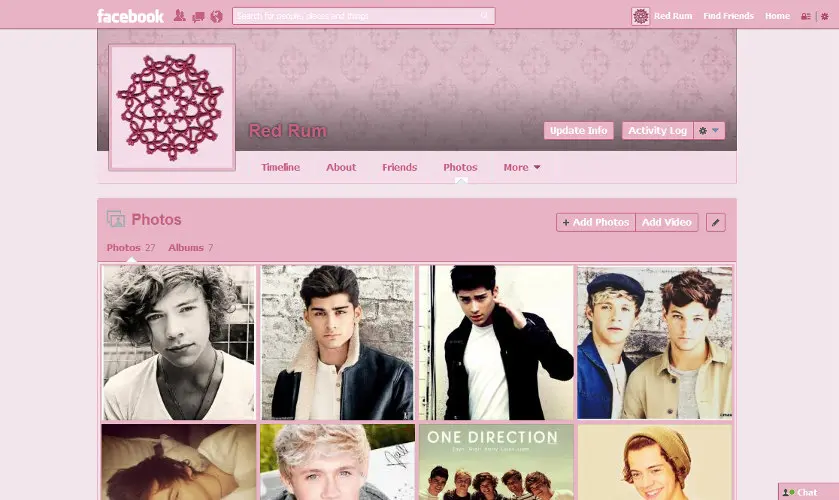 facebook
Search for people, places and things
Red Rum
Find Friends
Home
Red Rum
Update Info
Activity Log
Timeline
About
Friends
Photos
More
Photos
+ Add Photos
Add Video
Photos 27
Albums 7
ONE DIRECTION
Chat